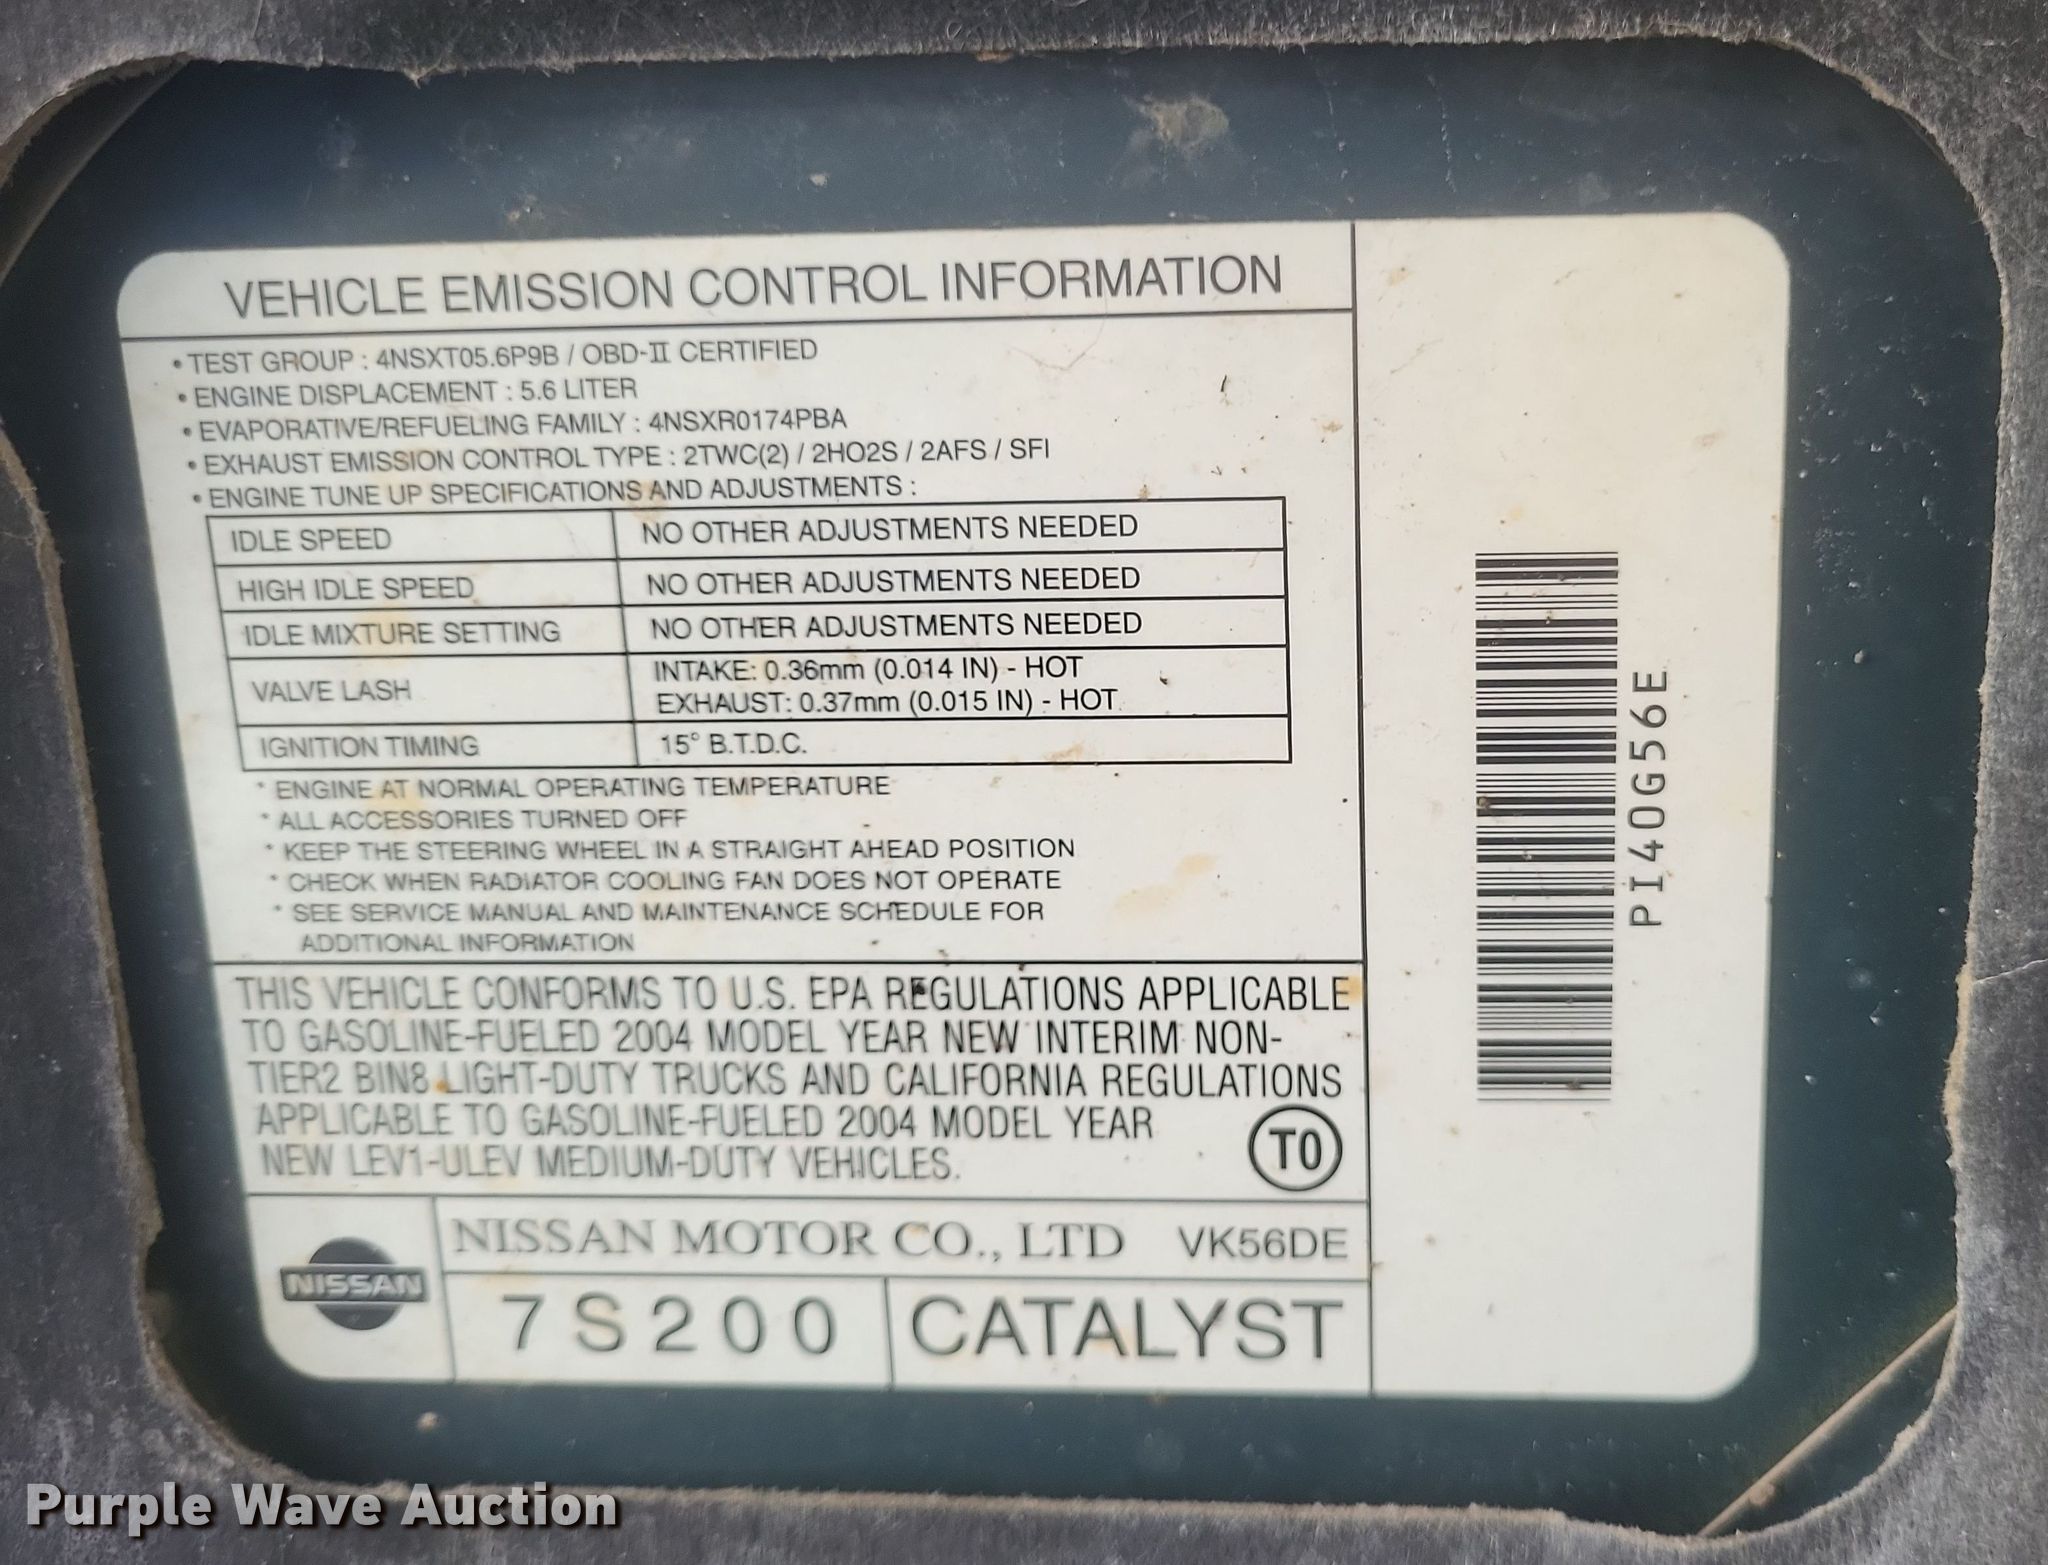 VEHICLE EMISSION CONTROL INFORMATION
• TEST GROUP : 4NSXT05.6P9B / OBD-II CERTIFIED
• ENGINE DISPLACEMENT : 5.6 LITER
• EVAPORATIVE/REFUELING FAMILY : 4NSXR0174PBA
• EXHAUST EMISSION CONTROL TYPE : 2TWC(2) / 2HO2S / 2AFS / SFI
• ENGINE TUNE UP SPECIFICATIONS AND ADJUSTMENTS :
IDLE SPEED NO OTHER ADJUSTMENTS NEEDED
HIGH IDLE SPEED NO OTHER ADJUSTMENTS NEEDED
IDLE MIXTURE SETTING NO OTHER ADJUSTMENTS NEEDED
VALVE LASH INTAKE: 0.36mm (0.014 IN) - HOT
EXHAUST: 0.37mm (0.015 IN) - HOT
IGNITION TIMING 15° B.T.D.C.
* ENGINE AT NORMAL OPERATING TEMPERATURE
* ALL ACCESSORIES TURNED OFF
* KEEP THE STEERING WHEEL IN A STRAIGHT AHEAD POSITION
* CHECK WHEN RADIATOR COOLING FAN DOES NOT OPERATE
* SEE SERVICE MANUAL AND MAINTENANCE SCHEDULE FOR
ADDITIONAL INFORMATION
THIS VEHICLE CONFORMS TO U.S. EPA REGULATIONS APPLICABLE
TO GASOLINE-FUELED 2004 MODEL YEAR NEW INTERIM NON-
TIER2 BIN8 LIGHT-DUTY TRUCKS AND CALIFORNIA REGULATIONS
APPLICABLE TO GASOLINE-FUELED 2004 MODEL YEAR
NEW LEV1-ULEV MEDIUM-DUTY VEHICLES.
T0
NISSAN
NISSAN MOTOR CO., LTD VK56DE
7S200 CATALYST
PI40G56E
Purple Wave Auction